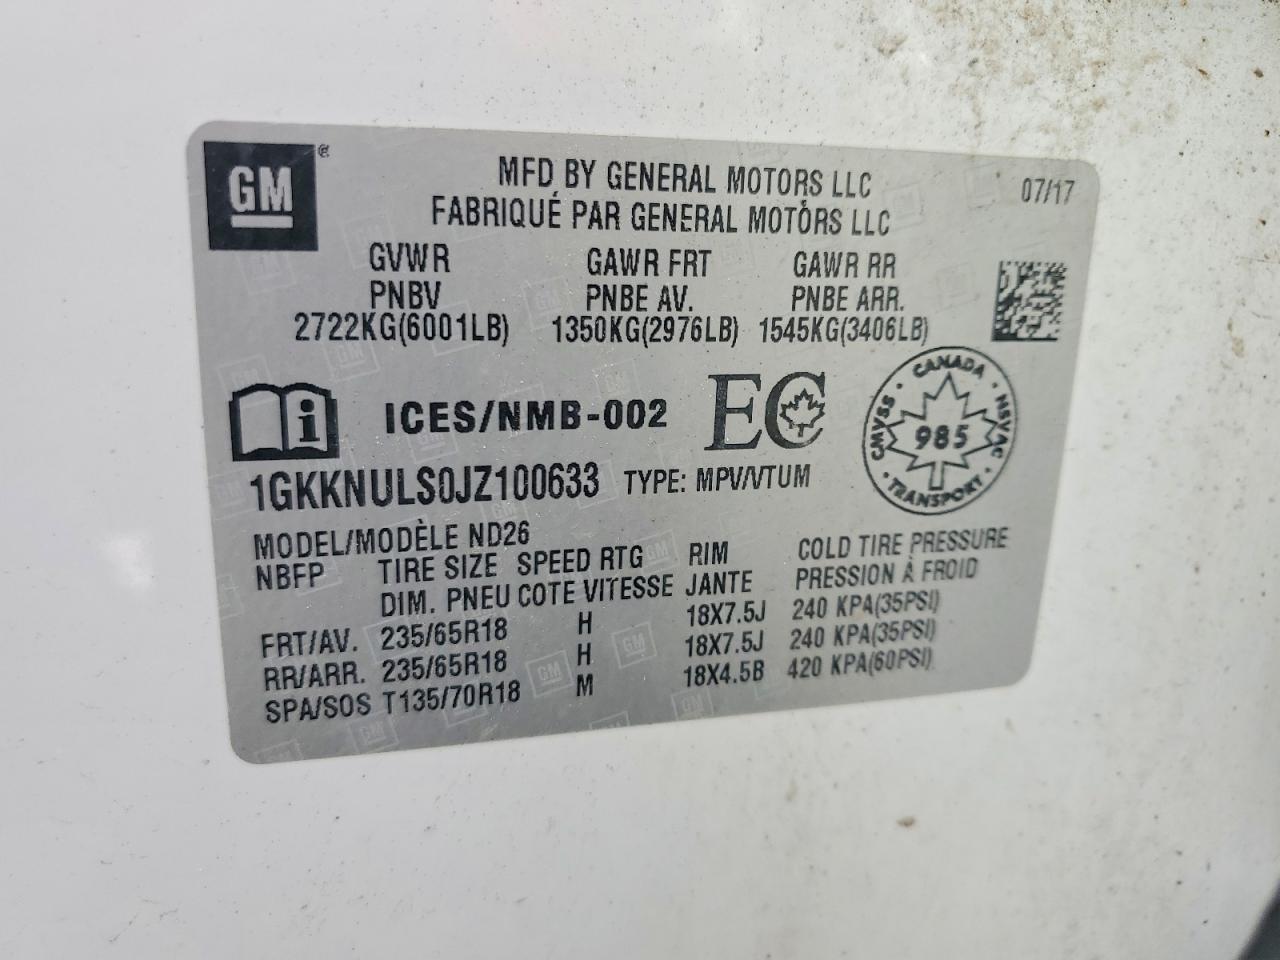 GM ®
MFD BY GENERAL MOTORS LLC 07/17
FABRIQUÉ PAR GENERAL MOTORS LLC
GVWR GAWR FRT GAWR RR
PNBV PNBE AV. PNBE ARR.
2722KG(6001LB) 1350KG(2976LB) 1545KG(3406LB)
ICES/NMB-002 EC
CANADA
CMVSS 985 NSVAC
TRANSPORT
1GKKNULS0JZ100633 TYPE: MPV/VTUM
MODEL/MODÈLE ND26
NBFP TIRE SIZE SPEED RTG RIM COLD TIRE PRESSURE
DIM. PNEU COTE VITESSE JANTE PRESSION À FROID
FRT/AV. 235/65R18 H 18X7.5J 240 KPA(35PSI)
RR/ARR. 235/65R18 H 18X7.5J 240 KPA(35PSI)
SPA/SOS T135/70R18 M 18X4.5B 420 KPA(60PSI)